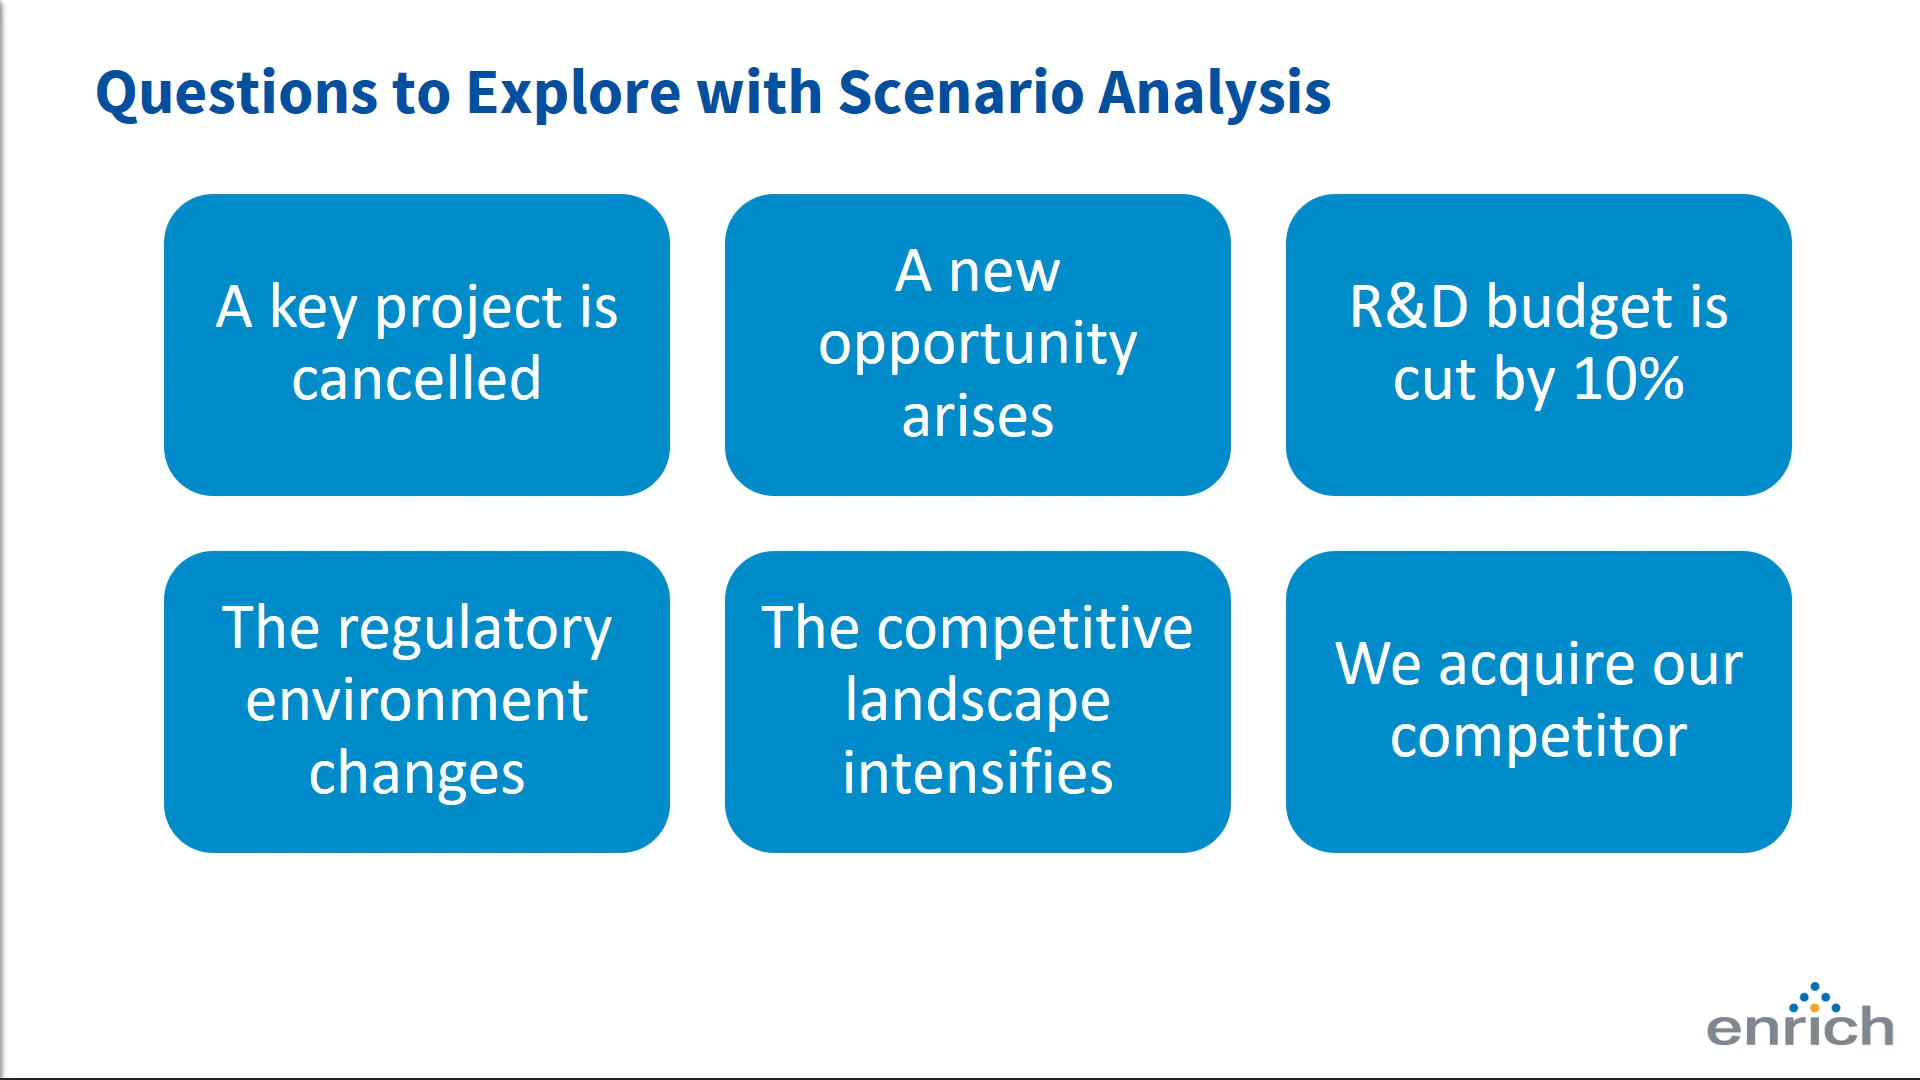 Questions to Explore with Scenario Analysis
A key project is
cancelled
A new
opportunity
arises
R&D budget is
cut by 10%
The regulatory
environment
changes
The competitive
landscape
intensifies
We acquire our
competitor
enrich